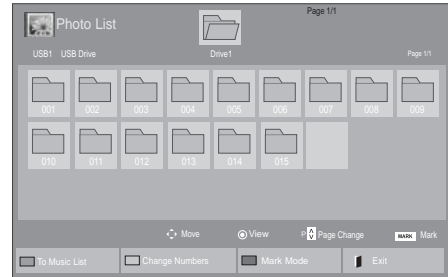 Page 1/1
Photo List
USB1 USB Drive Drive1 Page 1/1
001 002 003 004 005 006 007 008 009
010 011 012 013 014 015
Move View P Page Change MARK Mark
To Music List Change Numbers Mark Mode Exit